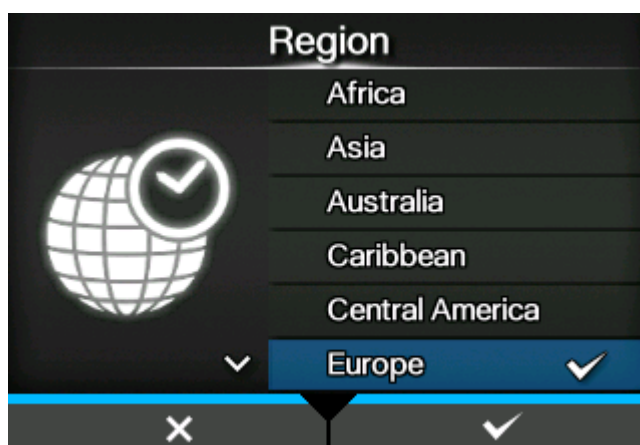 Region
Africa
Asia
Australia
Caribbean
Central America
Europe